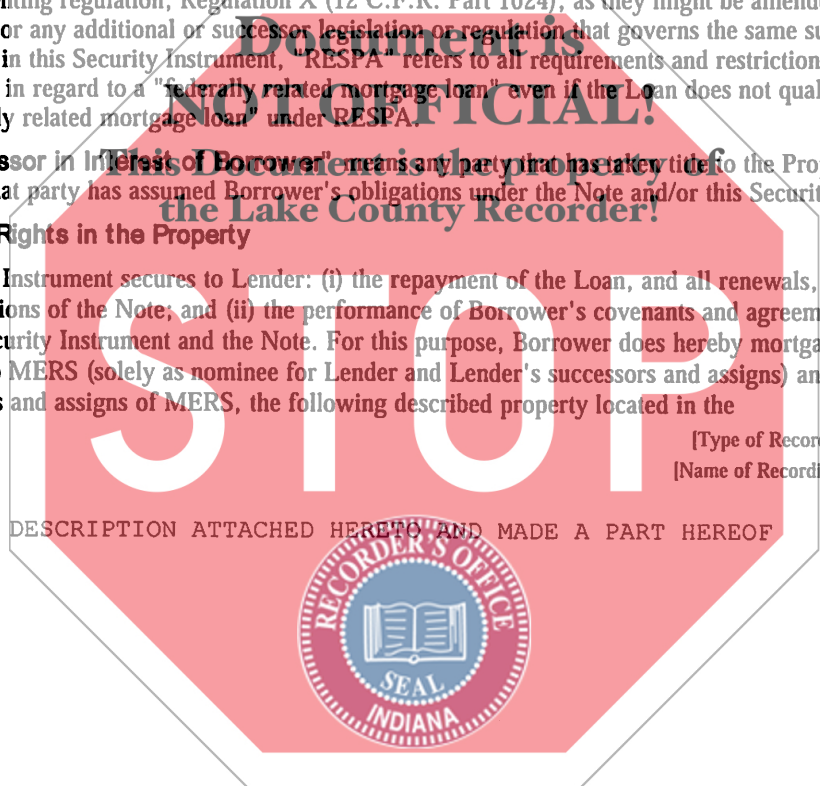 nting regulation, Regulation X (12 C.F.R. Part 1024), as they might be amende
or any additional or successor legislation or regulation that governs the same su
in this Security Instrument, "RESPA" refers to all requirements and restriction
in regard to a "federally related mortgage loan" even if the Loan does not qual
ly related mortgage loan" under RESPA.
ssor in Interest of Borrower" means any party that has taken title to the Prop
at party has assumed Borrower's obligations under the Note and/or this Securit
Rights in the Property
Instrument secures to Lender: (i) the repayment of the Loan, and all renewals,
ions of the Note; and (ii) the performance of Borrower's covenants and agreem
curity Instrument and the Note. For this purpose, Borrower does hereby mortga
MERS (solely as nominee for Lender and Lender's successors and assigns) an
s and assigns of MERS, the following described property located in the
[Type of Record
[Name of Recordi
DESCRIPTION ATTACHED HERETO AND MADE A PART HEREOF
Document is
NOT OFFICIAL!
This Document is the property of
the Lake County Recorder!
STOP
RECORDER'S OFFICE
SEAL
INDIANA